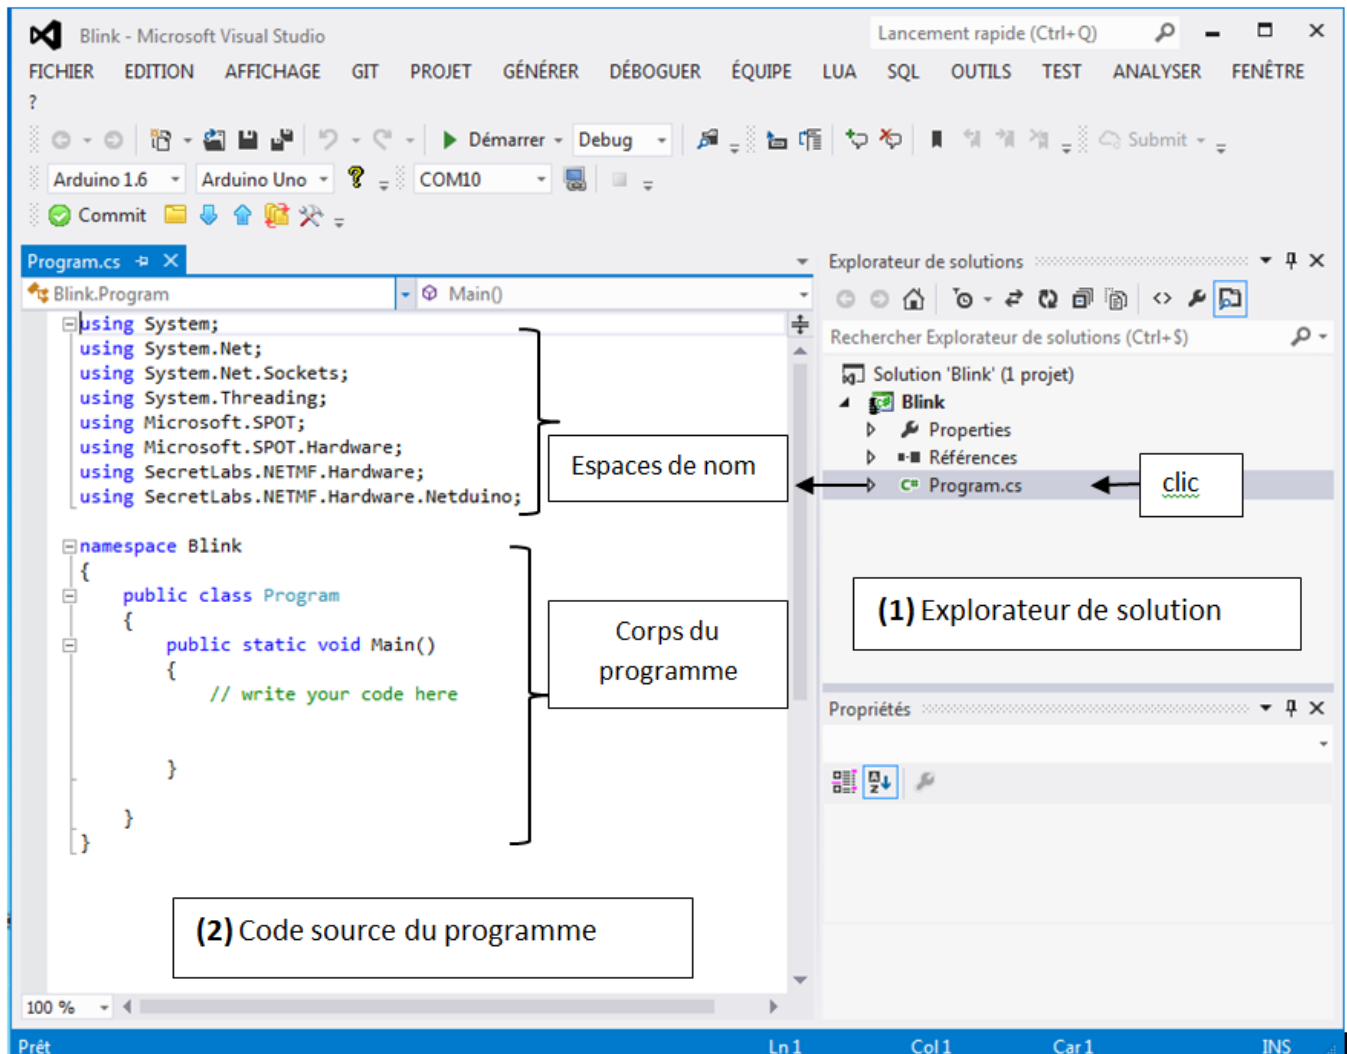 Blink - Microsoft Visual Studio
Lancement rapide (Ctrl+Q)
FICHIER EDITION AFFICHAGE GIT PROJET GÉNÉRER DÉBOGUER ÉQUIPE LUA SQL OUTILS TEST ANALYSER FENÊTRE
?
Démarrer Debug Submit
Arduino 1.6 Arduino Uno COM10
Commit
Program.cs
Blink.Program Main()
using System;
using System.Net;
using System.Net.Sockets;
using System.Threading;
using Microsoft.SPOT;
using Microsoft.SPOT.Hardware;
using SecretLabs.NETMF.Hardware;
using SecretLabs.NETMF.Hardware.Netduino;
Espaces de nom
namespace Blink
{
public class Program
{
public static void Main()
{
// write your code here
}
}
}
Corps du
programme
(2) Code source du programme
100 %
Explorateur de solutions
Rechercher Explorateur de solutions (Ctrl+$)
Solution 'Blink' (1 projet)
Blink
Properties
Références
C# Program.cs
clic
(1) Explorateur de solution
Propriétés
Prêt Ln 1 Col 1 Car 1 INS